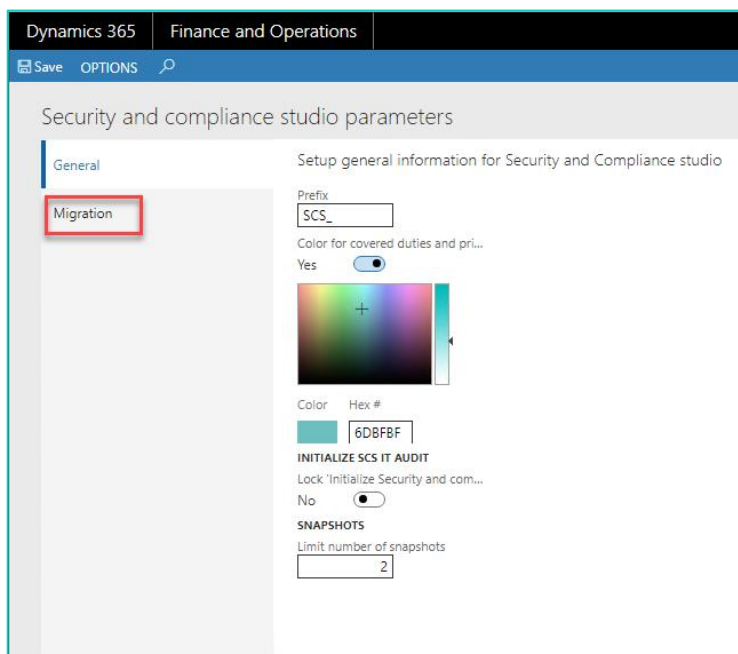 Dynamics 365 Finance and Operations
Save OPTIONS
Security and compliance studio parameters
General
Migration
Setup general information for Security and Compliance studio
Prefix
SCS_
Color for covered duties and pri...
Yes
Color Hex #
6DBFBF
INITIALIZE SCS IT AUDIT
Lock 'Initialize Security and com...
No
SNAPSHOTS
Limit number of snapshots
2